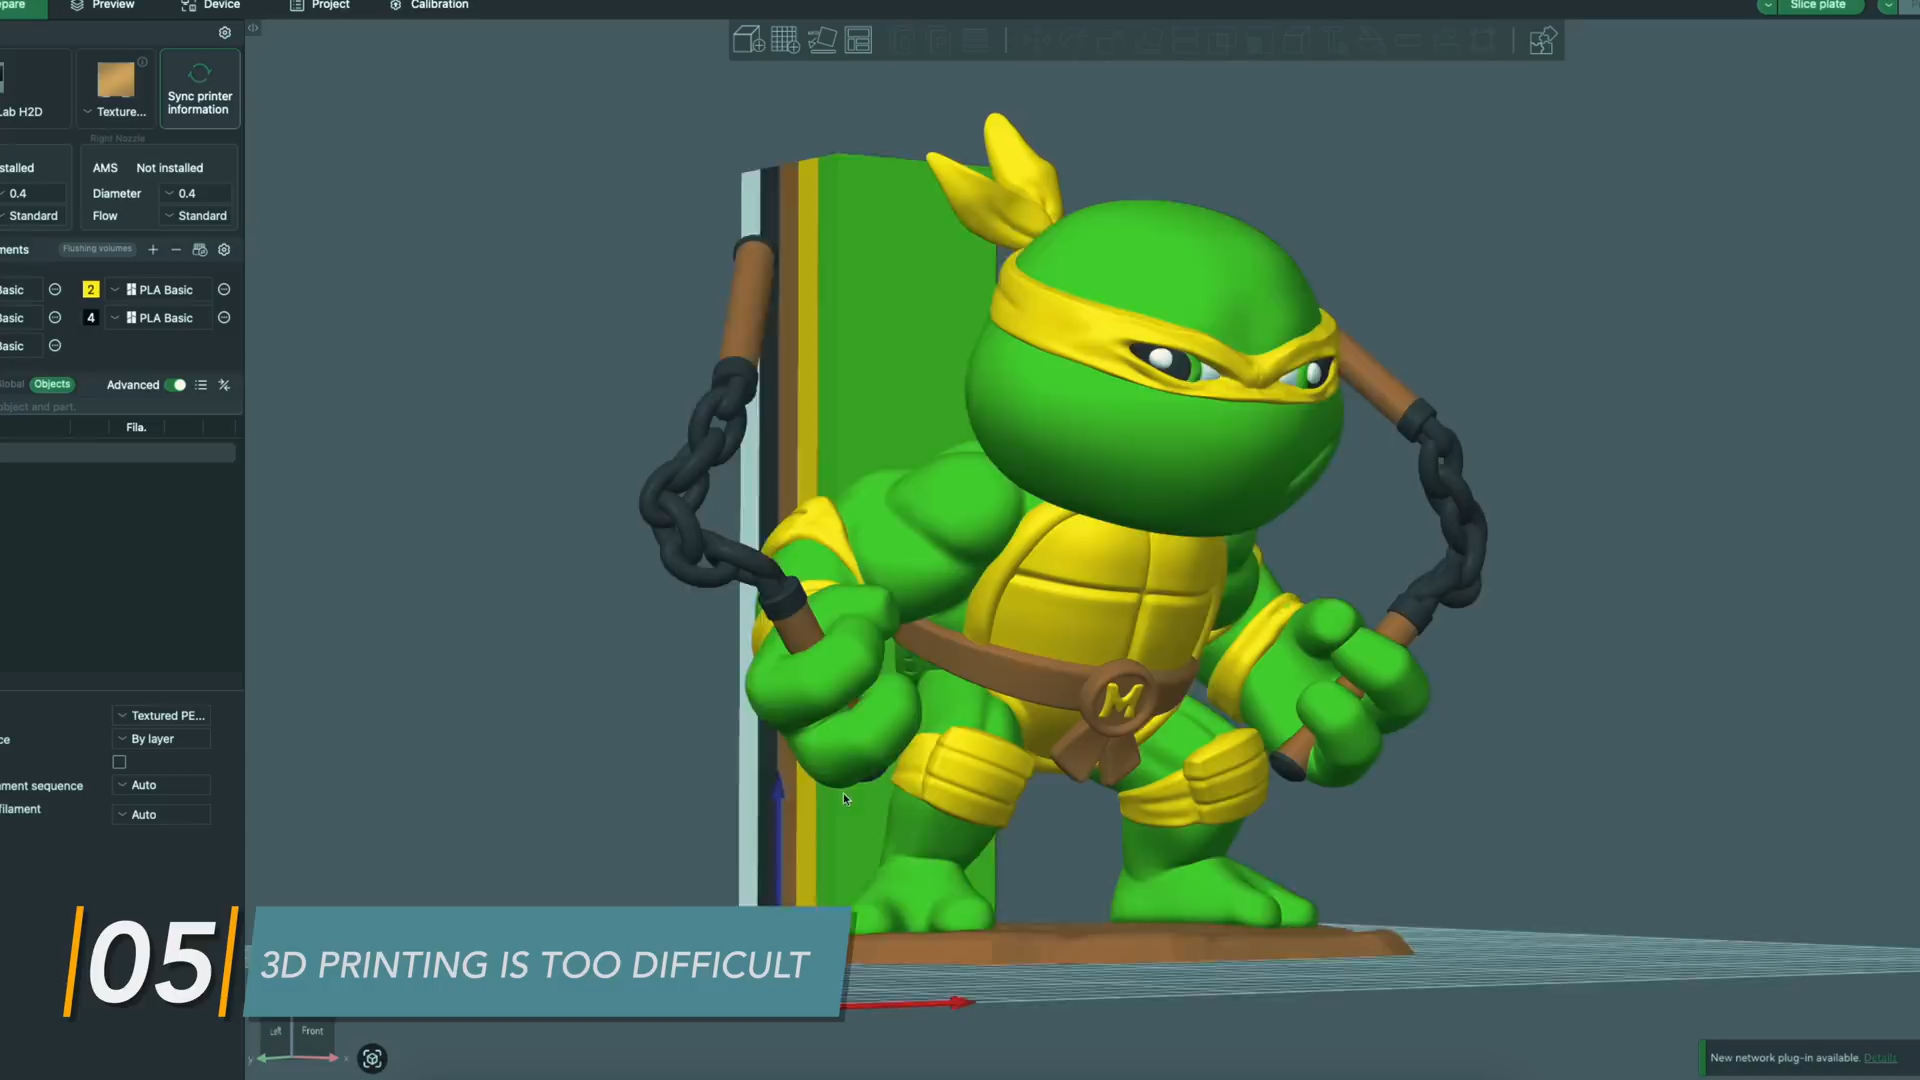 pare
Preview
Device
Project
Calibration
Slice plate
Lab H2D
Texture...
Sync printer
information
Right Nozzle
stalled
AMS
Not installed
0.4
Diameter
0.4
Standard
Flow
Standard
ments
Flushing volumes
Basic
2
PLA Basic
Basic
4
PLA Basic
Basic
Global
Objects
Advanced
object and part.
Fila.
M
Textured PE...
ce
By layer
ment sequence
Auto
filament
Auto
05
3D PRINTING IS TOO DIFFICULT
Left
Front
y
x
New network plug-in available. Details